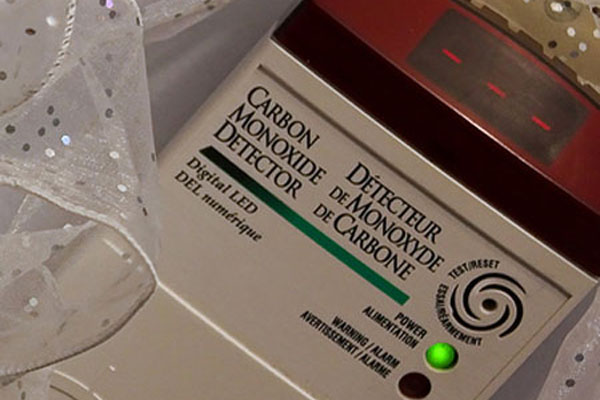 CARBON
MONOXIDE
DETECTOR
DÉTECTEUR
DE MONOXYDE
DE CARBONE
Digital LED
DEL numérique
TEST/RESET
ESSAI/RÉARMEMENT
POWER
ALIMENTATION
WARNING / ALARM
AVERTISSEMENT / ALARME